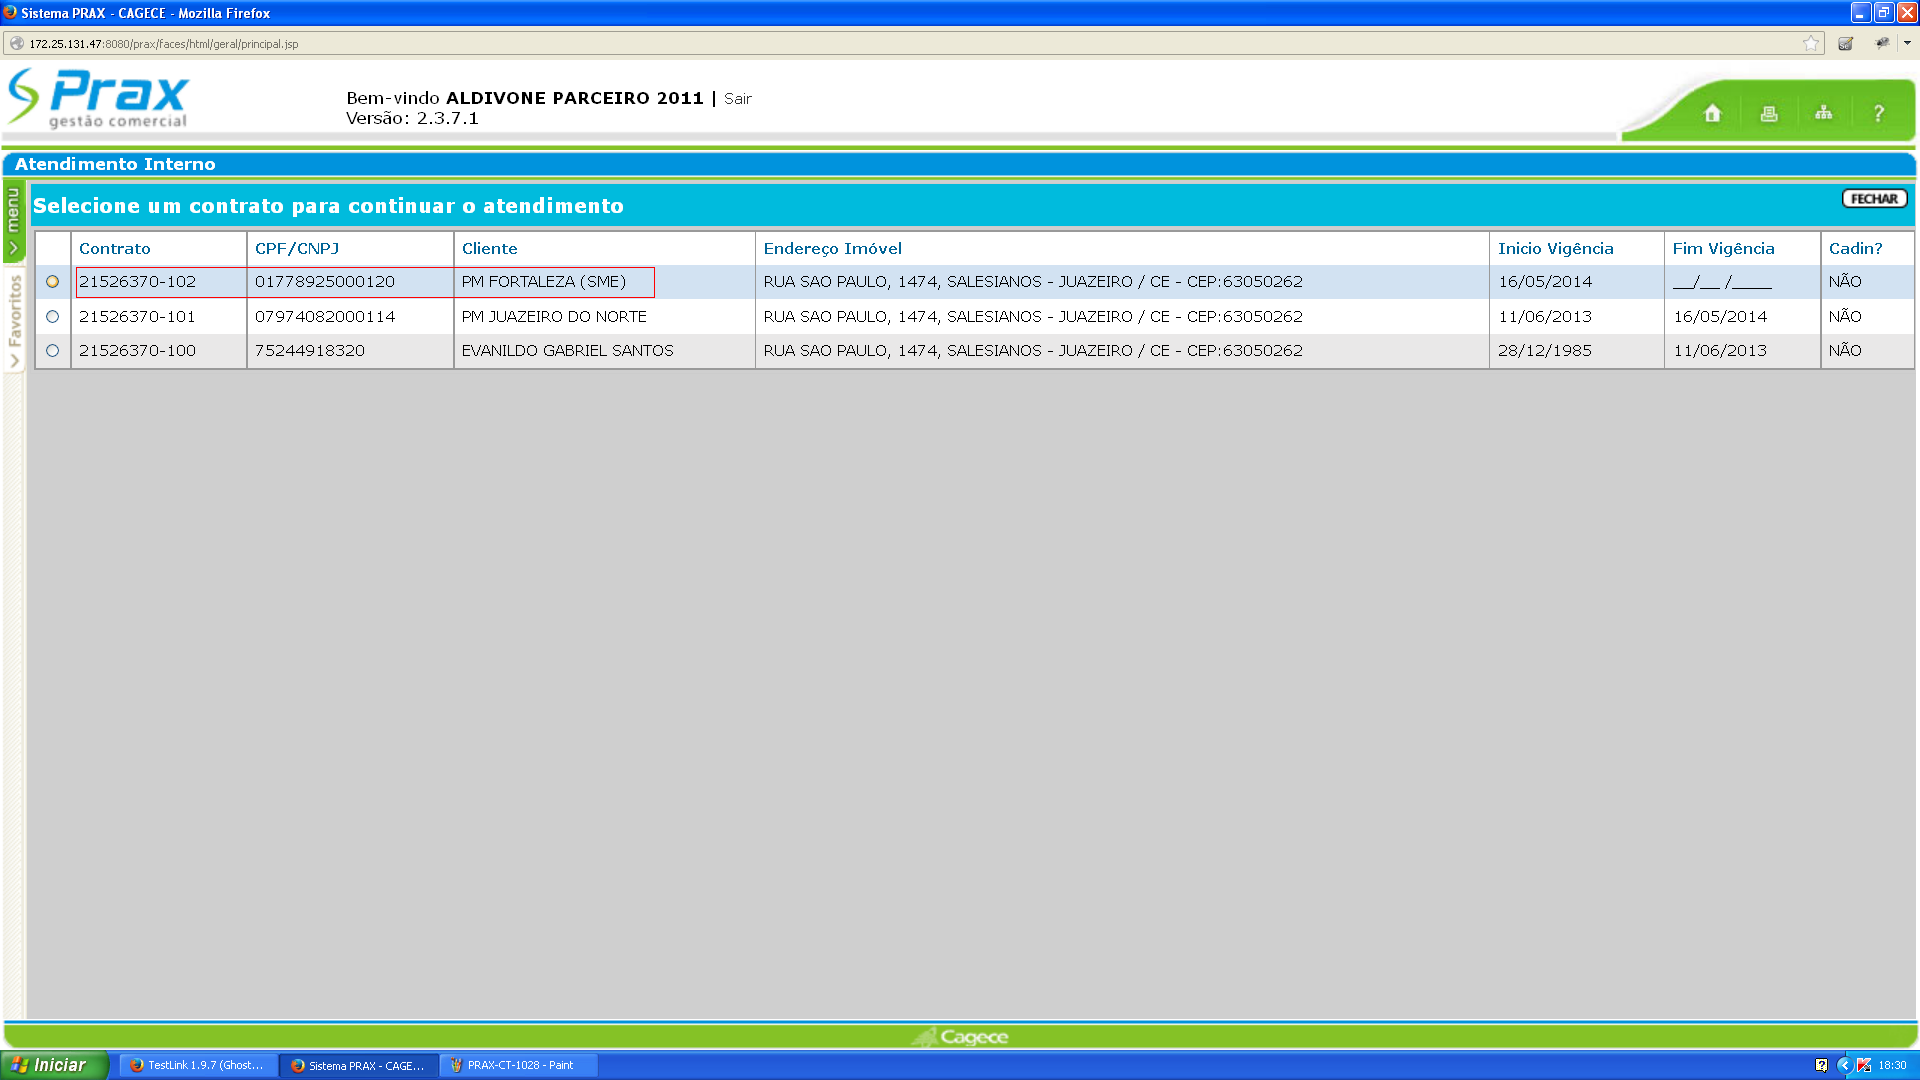 Sistema PRAX - CAGECE - Mozilla Firefox
172.25.131.47:8080/prax/faces/html/geral/principal.jsp
Prax
gestão comercial
Bem-vindo ALDIVONE PARCEIRO 2011 | Sair
Versão: 2.3.7.1
?
Atendimento Interno
menu
Favoritos
Selecione um contrato para continuar o atendimento
FECHAR
Contrato CPF/CNPJ Cliente Endereço Imóvel Inicio Vigência Fim Vigência Cadin?
21526370-102 01778925000120 PM FORTALEZA (SME) RUA SAO PAULO, 1474, SALESIANOS - JUAZEIRO / CE - CEP:63050262 16/05/2014 __/__ /____ NÃO
21526370-101 07974082000114 PM JUAZEIRO DO NORTE RUA SAO PAULO, 1474, SALESIANOS - JUAZEIRO / CE - CEP:63050262 11/06/2013 16/05/2014 NÃO
21526370-100 75244918320 EVANILDO GABRIEL SANTOS RUA SAO PAULO, 1474, SALESIANOS - JUAZEIRO / CE - CEP:63050262 28/12/1985 11/06/2013 NÃO
Cagece
Iniciar
TestLink 1.9.7 (Ghost...
Sistema PRAX - CAGE...
PRAX-CT-1028 - Paint
18:30